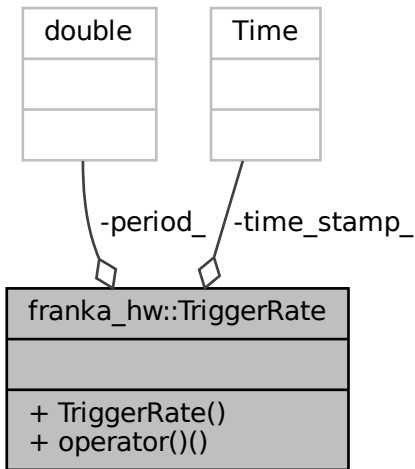 double
Time
-period_
-time_stamp_
franka_hw::TriggerRate
+ TriggerRate()
+ operator()()